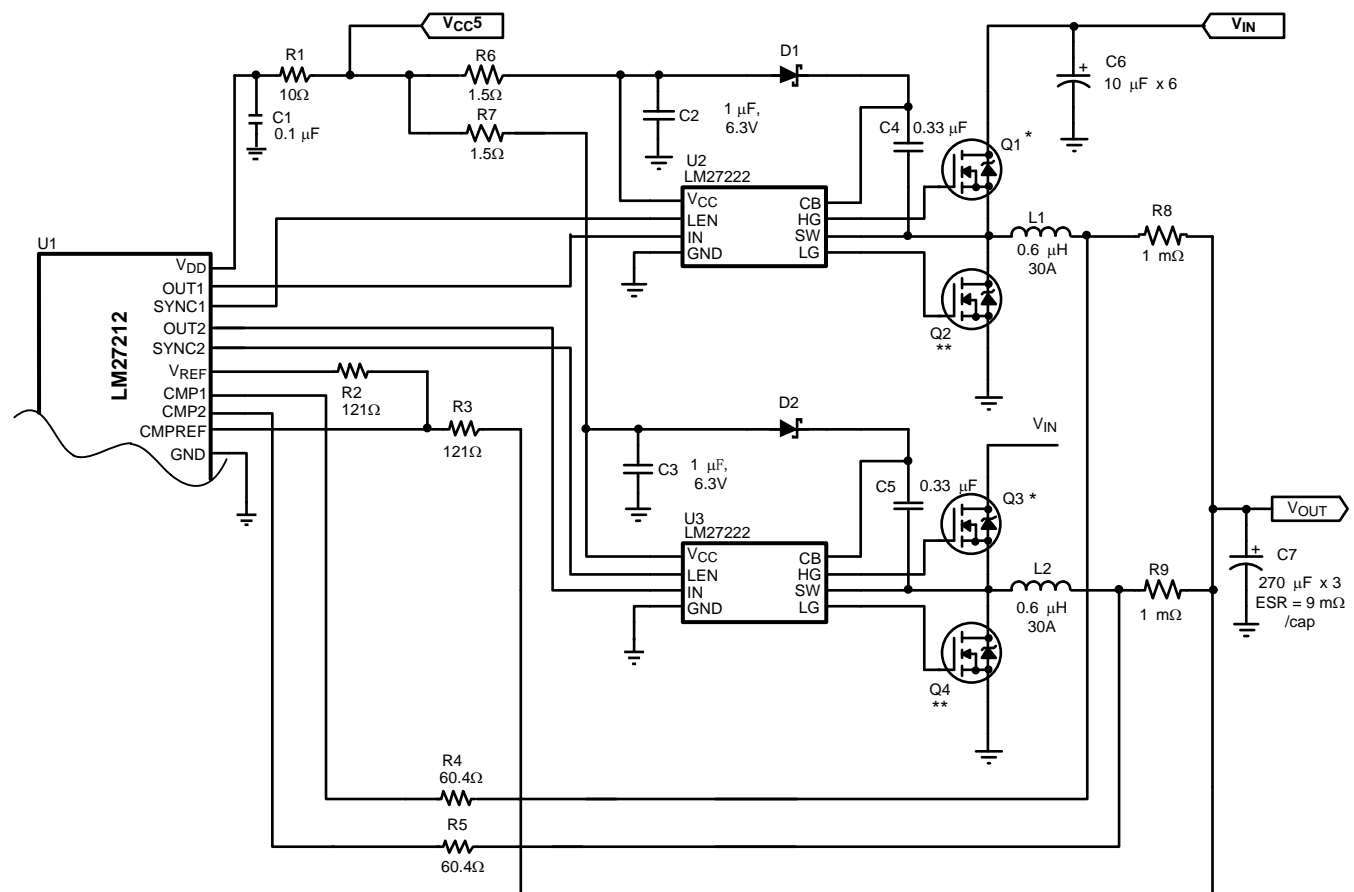 VCC5
VIN
R1
10Ω
C1
0.1 μF
R6
1.5Ω
R7
1.5Ω
C2
1 μF,
6.3V
D1
C4
0.33 μF
C6
10 μF x 6
+
Q1 *
U2
LM27222
VCC
LEN
IN
GND
CB
HG
SW
LG
Q2
**
L1
0.6 μH
30A
R8
1 mΩ
U1
LM27212
VDD
OUT1
SYNC1
OUT2
SYNC2
VREF
CMP1
CMP2
CMPREF
GND
R2
121Ω
R3
121Ω
C3
1 μF,
6.3V
D2
VIN
C5
0.33 μF
Q3 *
U3
LM27222
VCC
LEN
IN
GND
CB
HG
SW
LG
Q4
**
L2
0.6 μH
30A
R9
1 mΩ
VOUT
+
C7
270 μF x 3
ESR = 9 mΩ
/cap
R4
60.4Ω
R5
60.4Ω